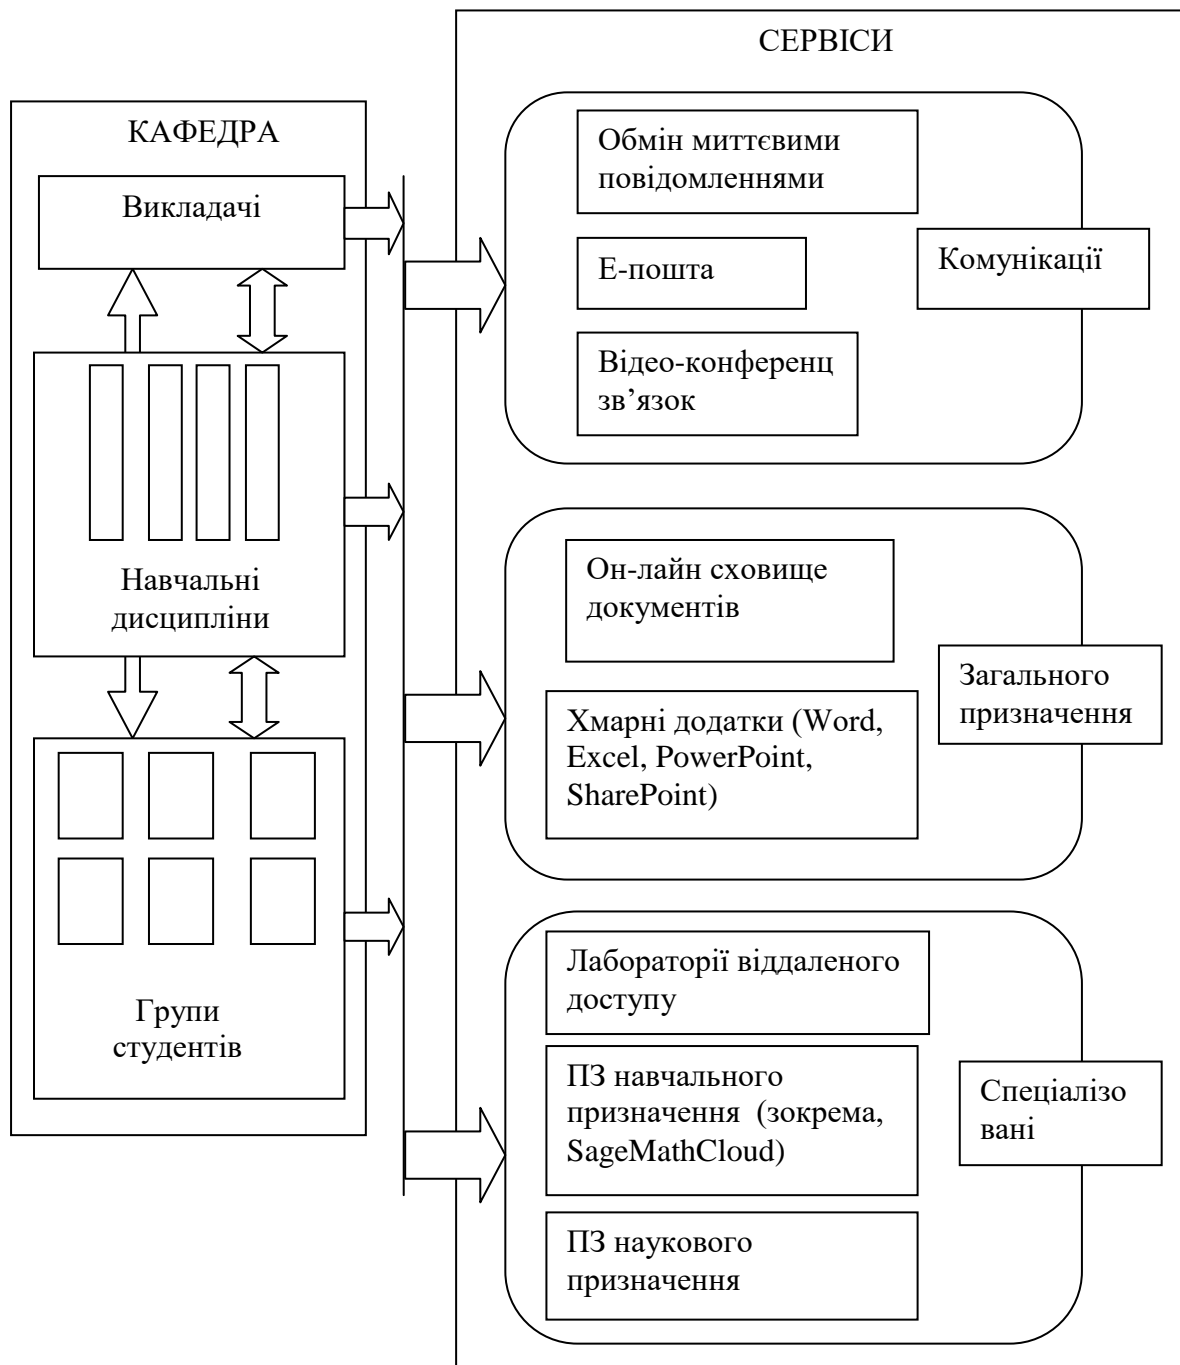 СЕРВІСИ
КАФЕДРА
Викладачі
Навчальні
дисципліни
Групи
студентів
Обмін миттєвими
повідомленнями
Е-пошта
Відео-конференц
зв’язок
Комунікації
Он-лайн сховище
документів
Хмарні додатки (Word,
Excel, PowerPoint,
SharePoint)
Загального
призначення
Лабораторії віддаленого
доступу
ПЗ навчального
призначення (зокрема,
SageMathCloud)
ПЗ наукового
призначення
Спеціалізо
вані